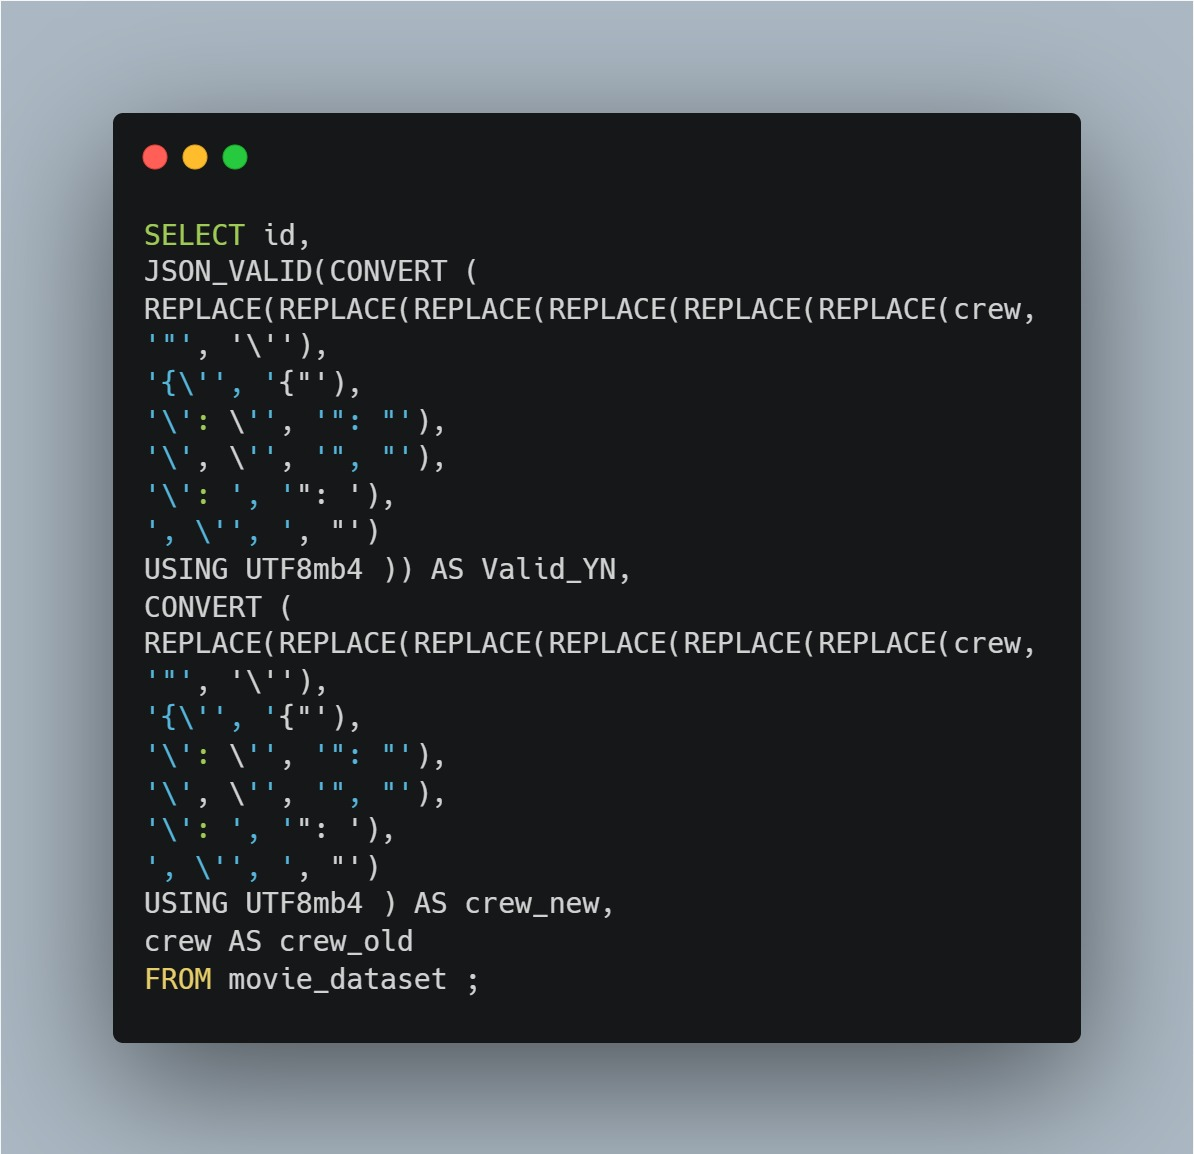 SELECT id,
JSON_VALID(CONVERT (
REPLACE(REPLACE(REPLACE(REPLACE(REPLACE(REPLACE(crew,
'"', '\''),
'{\'', '{"'),
'\': \'', '": "'),
'\', \'', '", "'),
'\': ', '": '),
', \'', ', "')
USING UTF8mb4 )) AS Valid_YN,
CONVERT (
REPLACE(REPLACE(REPLACE(REPLACE(REPLACE(REPLACE(crew,
'"', '\''),
'{\'', '{"'),
'\': \'', '": "'),
'\', \'', '", "'),
'\': ', '": '),
', \'', ', "')
USING UTF8mb4 ) AS crew_new,
crew AS crew_old
FROM movie_dataset ;